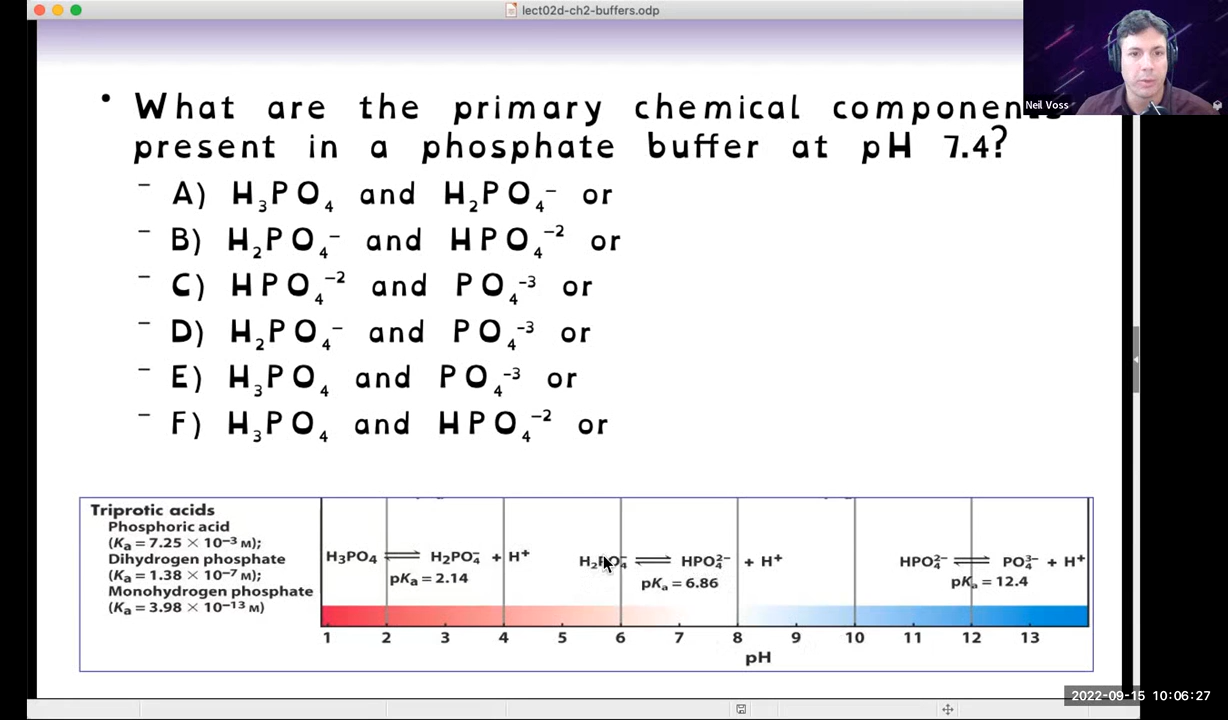 lect02d-ch2-buffers.odp
Neil Voss
• What are the primary chemical components
present in a phosphate buffer at pH 7.4?
– A) H₃PO₄ and H₂PO₄⁻ or
– B) H₂PO₄⁻ and HPO₄⁻² or
– C) HPO₄⁻² and PO₄⁻³ or
– D) H₂PO₄⁻ and PO₄⁻³ or
– E) H₃PO₄ and PO₄⁻³ or
– F) H₃PO₄ and HPO₄⁻² or
Triprotic acids
Phosphoric acid
(Ka = 7.25 × 10⁻³ M);
Dihydrogen phosphate
(Ka = 1.38 × 10⁻⁷ M);
Monohydrogen phosphate
(Ka = 3.98 × 10⁻¹³ M)
H3PO4 ⇌ H2PO₄⁻ + H⁺
pKa = 2.14
H₂PO₄⁻ ⇌ HPO₄²⁻ + H⁺
pKa = 6.86
HPO₄²⁻ ⇌ PO₄³⁻ + H⁺
pKa = 12.4
1 2 3 4 5 6 7 8 9 10 11 12 13
pH
2022-09-15 10:06:27